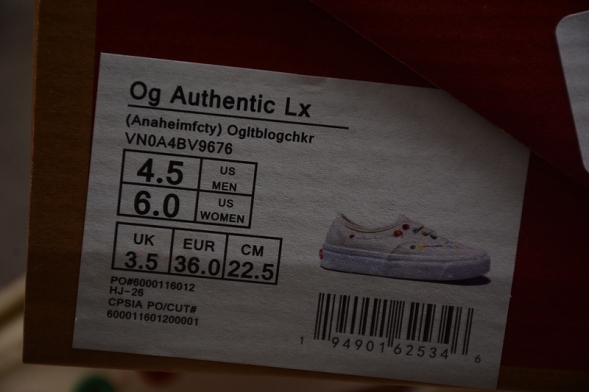 Og Authentic Lx
(Anaheimfcty) Ogltblogchkr
VN0A4BV9676
4.5 US MEN
6.0 US WOMEN
UK EUR CM
3.5 36.0 22.5
PO#6000116012
HJ-26
CPSIA PO/CUT#
600011601200001
1 94901 62534 6